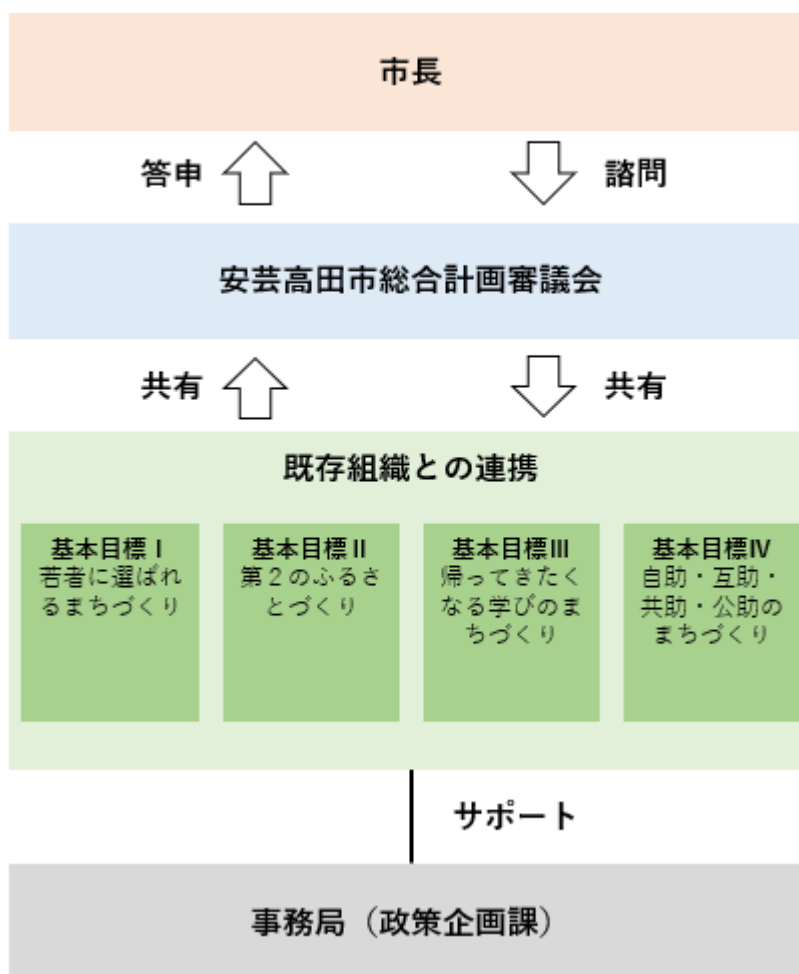 市長
答申
諮問
安芸高田市総合計画審議会
共有
共有
既存組織との連携
基本目標Ⅰ
若者に選ばれ
るまちづくり
基本目標Ⅱ
第２のふるさ
とづくり
基本目標Ⅲ
帰ってきたく
なる学びのま
ちづくり
基本目標Ⅳ
自助・互助・
共助・公助の
まちづくり
サポート
事務局（政策企画課）